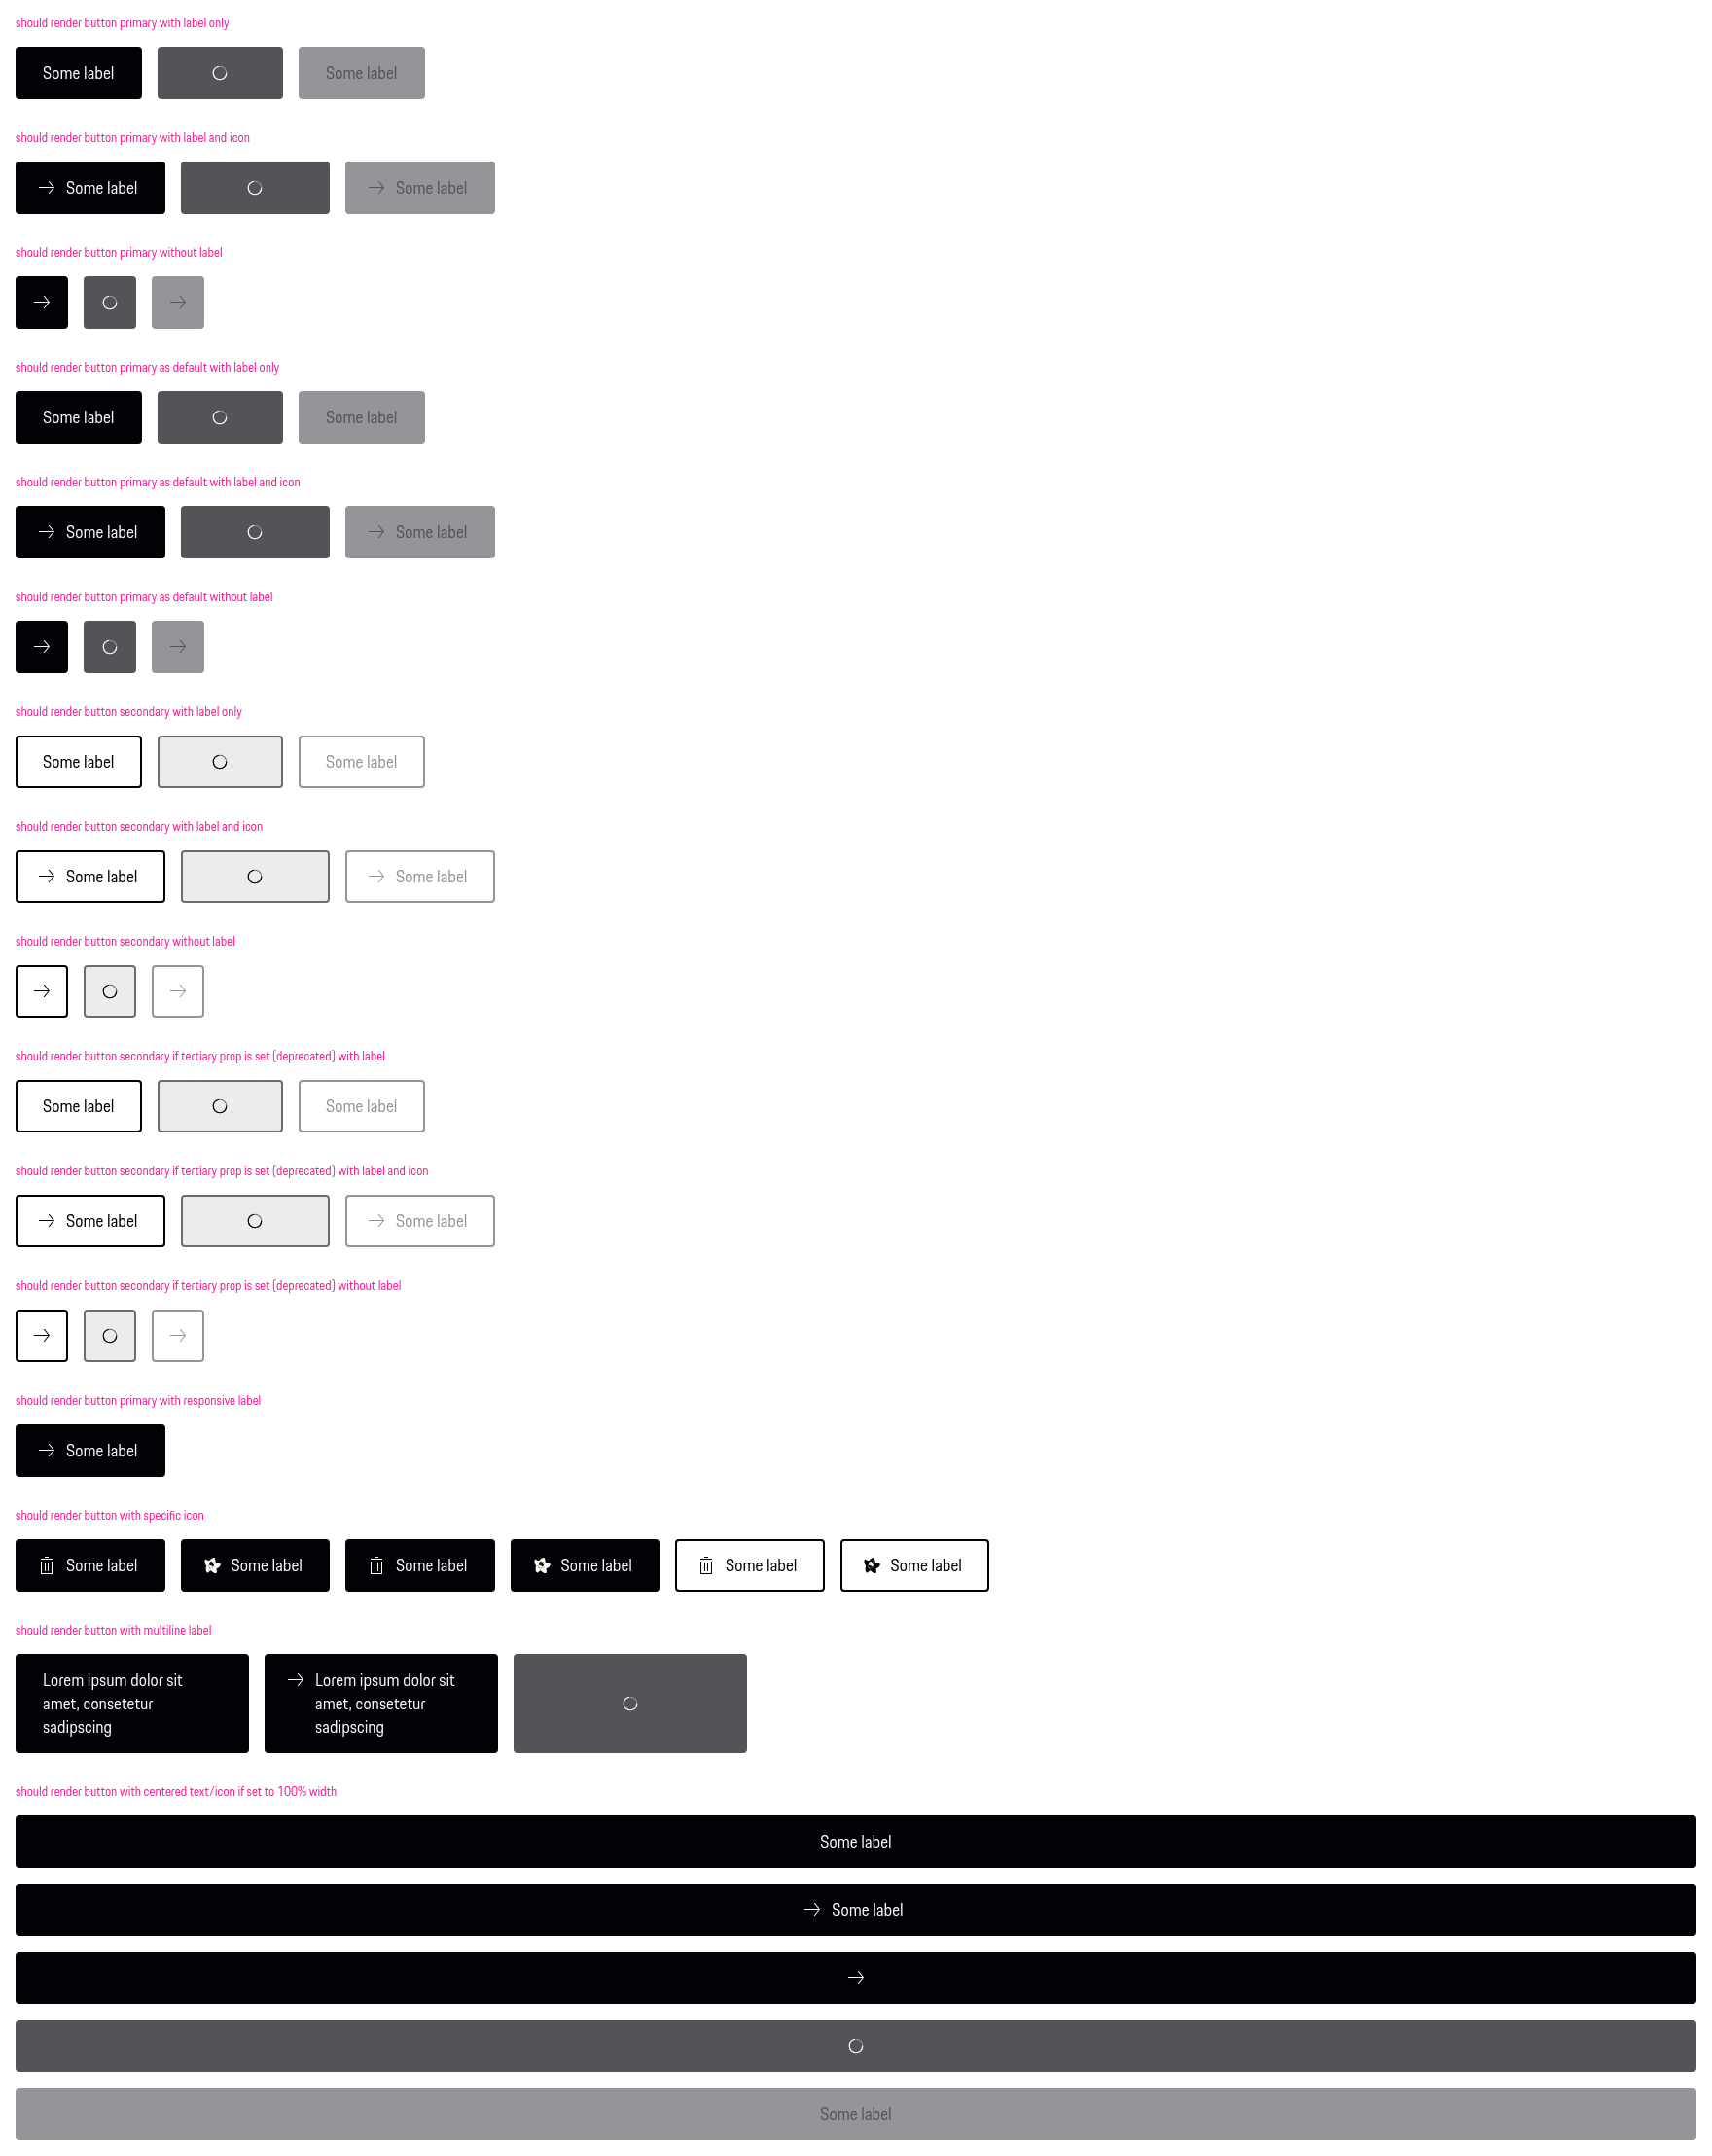 should render button primary with label only
Some label Some label
should render button primary with label and icon
Some label Some label
should render button primary without label
should render button primary as default with label only
Some label Some label
should render button primary as default with label and icon
Some label Some label
should render button primary as default without label
should render button secondary with label only
Some label Some label
should render button secondary with label and icon
Some label Some label
should render button secondary without label
should render button secondary if tertiary prop is set (deprecated) with label
Some label Some label
should render button secondary if tertiary prop is set (deprecated) with label and icon
Some label Some label
should render button secondary if tertiary prop is set (deprecated) without label
should render button primary with responsive label
Some label
should render button with specific icon
Some label Some label Some label Some label Some label Some label
should render button with multiline label
Lorem ipsum dolor sit
amet, consetetur
sadipscing
Lorem ipsum dolor sit
amet, consetetur
sadipscing
should render button with centered text/icon if set to 100% width
Some label
Some label
Some label